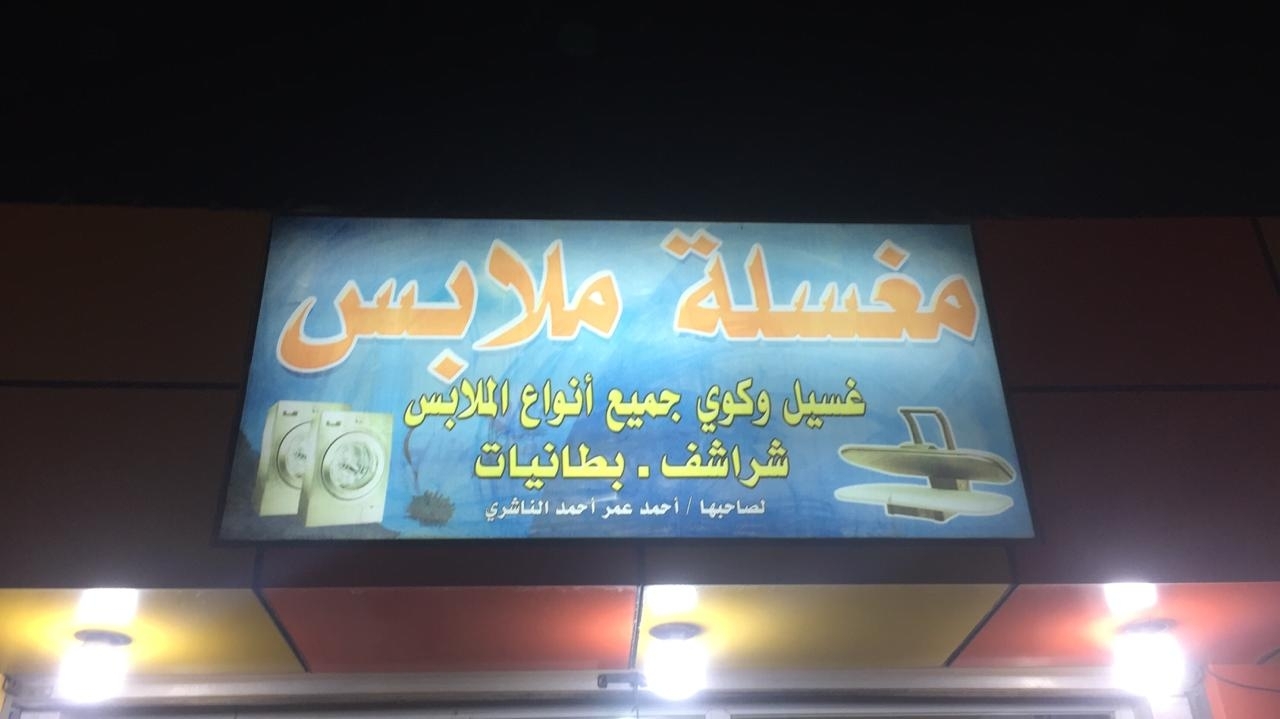 مغسلة ملابس
غسيل وكوي جميع أنواع الملابس
شراشف . بطانيات
لصاحبها / أحمد عمر أحمد الناشري